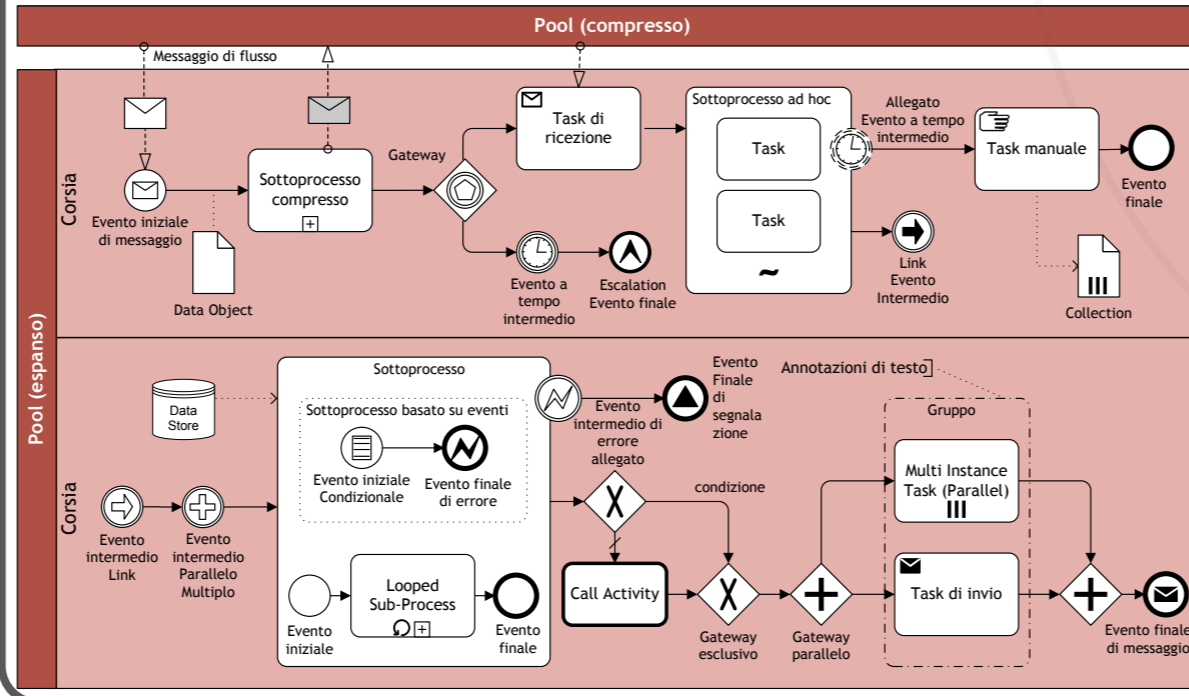 Pool (compresso)
Messaggio di flusso
Pool (espanso)
Corsia
Evento iniziale
di messaggio
Data Object
Sottoprocesso
compresso
Gateway
Task di
ricezione
Evento a
tempo
intermedio
Escalation
Evento finale
Sottoprocesso ad hoc
Task
Task
Allegato
Evento a tempo
intermedio
Link
Evento
Intermedio
Task manuale
Collection
Evento
finale
Corsia
Data
Store
Evento
intermedio
Link
Evento
intermedio
Parallelo
Multiplo
Sottoprocesso
Sottoprocesso basato su eventi
Evento iniziale
Condizionale
Evento finale
di errore
Evento
iniziale
Looped
Sub-Process
Evento
finale
Evento
intermedio di
errore
allegato
Evento
Finale
di
segnala
zione
condizione
Call Activity
Gateway
esclusivo
Gateway
parallelo
Annotazioni di testo
Gruppo
Multi Instance
Task (Parallel)
Task di invio
Evento finale
di messaggio